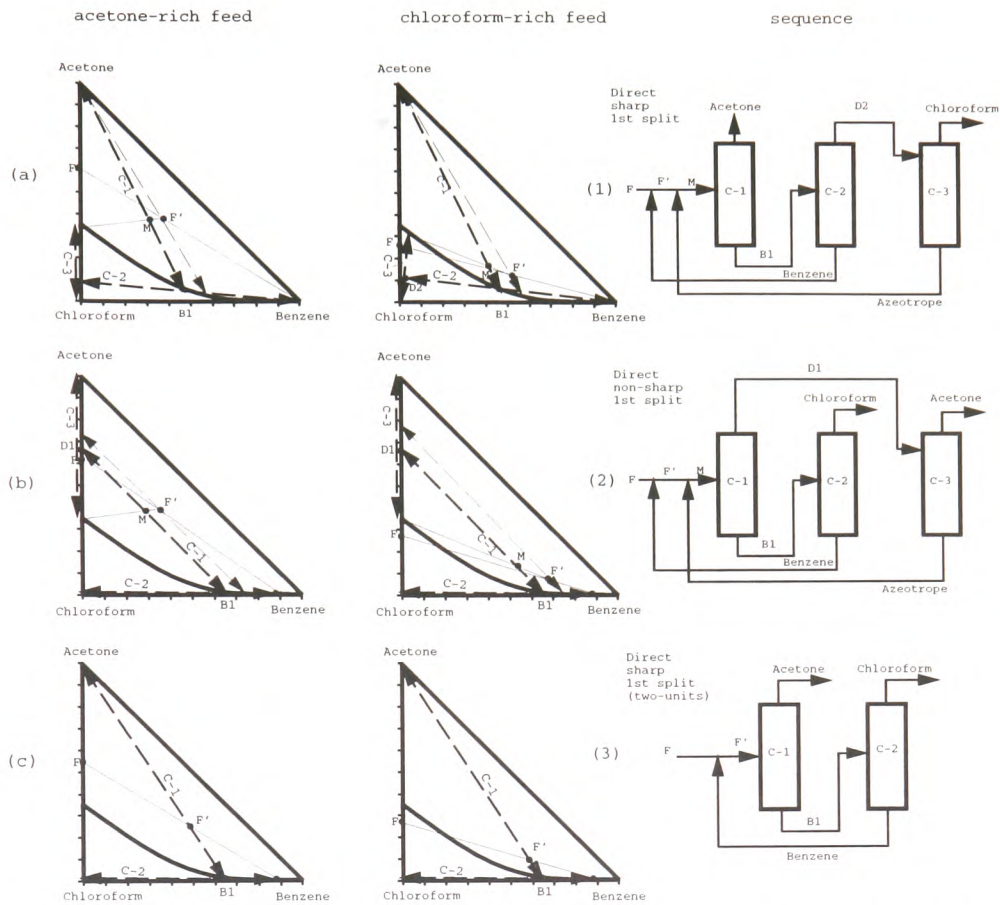 acetone-rich feed
chloroform-rich feed
sequence
(a)
Acetone
F
C-1
F'
M
C-3
C-2
Chloroform
B1
Benzene
Acetone
F
C-1
C-3
M
F'
C-2
D2
Chloroform
B1
Benzene
Direct
sharp
1st split
(1)
Acetone
D2
Chloroform
F
F'
M
C-1
C-2
C-3
B1
Benzene
Azeotrope
(b)
Acetone
C-3
D1
F
F'
M
C-1
C-2
Chloroform
B1
Benzene
Acetone
C-3
D1
F
C-1
M
F'
C-2
Chloroform
B1
Benzene
Direct
non-sharp
1st split
(2)
D1
Chloroform
Acetone
F
F'
M
C-1
C-2
C-3
B1
Benzene
Azeotrope
(c)
Acetone
F
C-1
F'
C-2
Chloroform
B1
Benzene
Acetone
F
C-1
F'
C-2
Chloroform
B1
Benzene
Direct
sharp
1st split
(two-units)
(3)
Acetone
Chloroform
F
F'
C-1
C-2
B1
Benzene